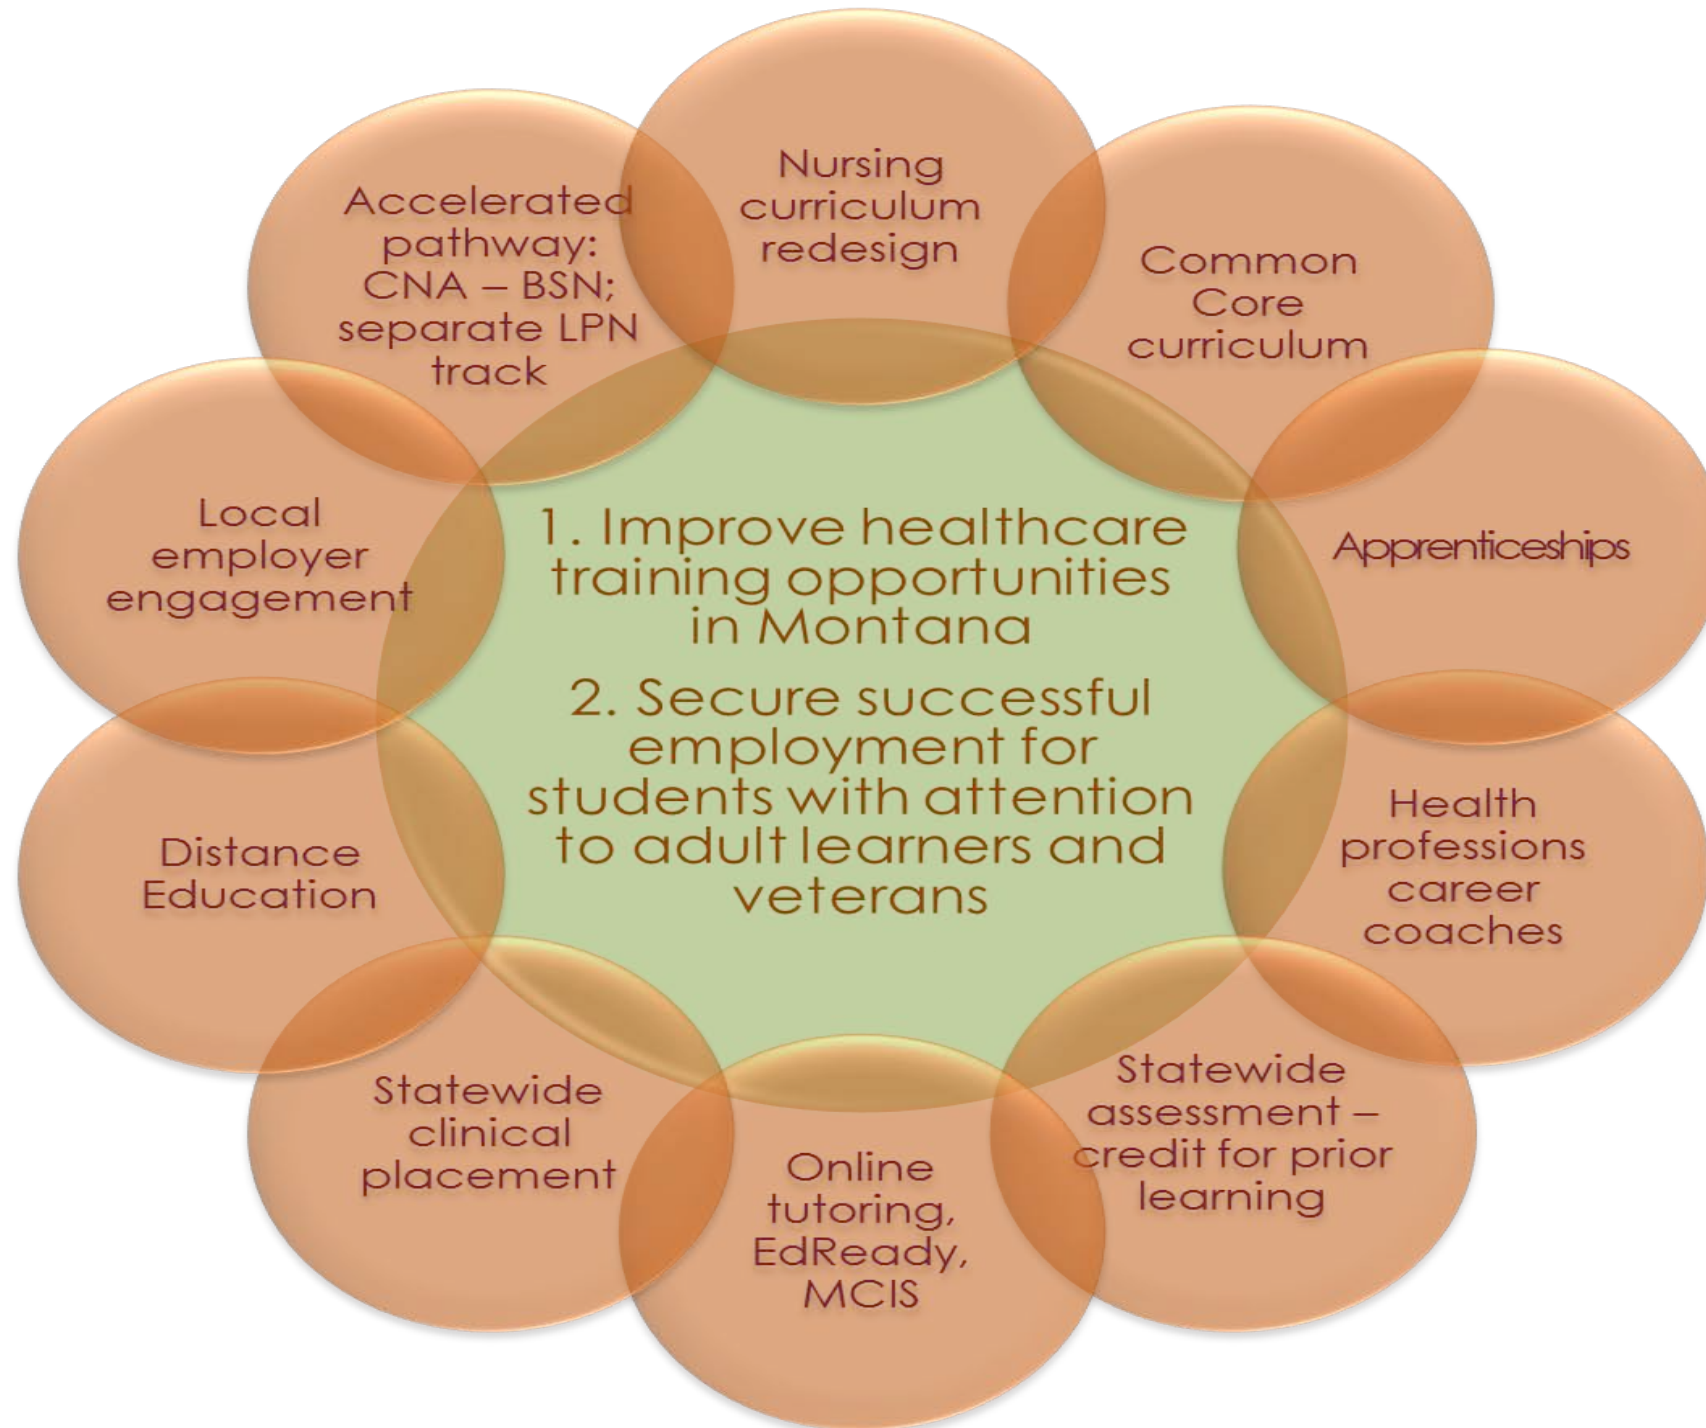 Nursing
curriculum
redesign
Common
Core
curriculum
Apprenticeships
Health
professions
career
coaches
Statewide
assessment –
credit for prior
learning
Online
tutoring,
EdReady,
MCIS
Statewide
clinical
placement
Distance
Education
Local
employer
engagement
Accelerated
pathway:
CNA – BSN;
separate LPN
track
1. Improve healthcare
training opportunities
in Montana
2. Secure successful
employment for
students with attention
to adult learners and
veterans